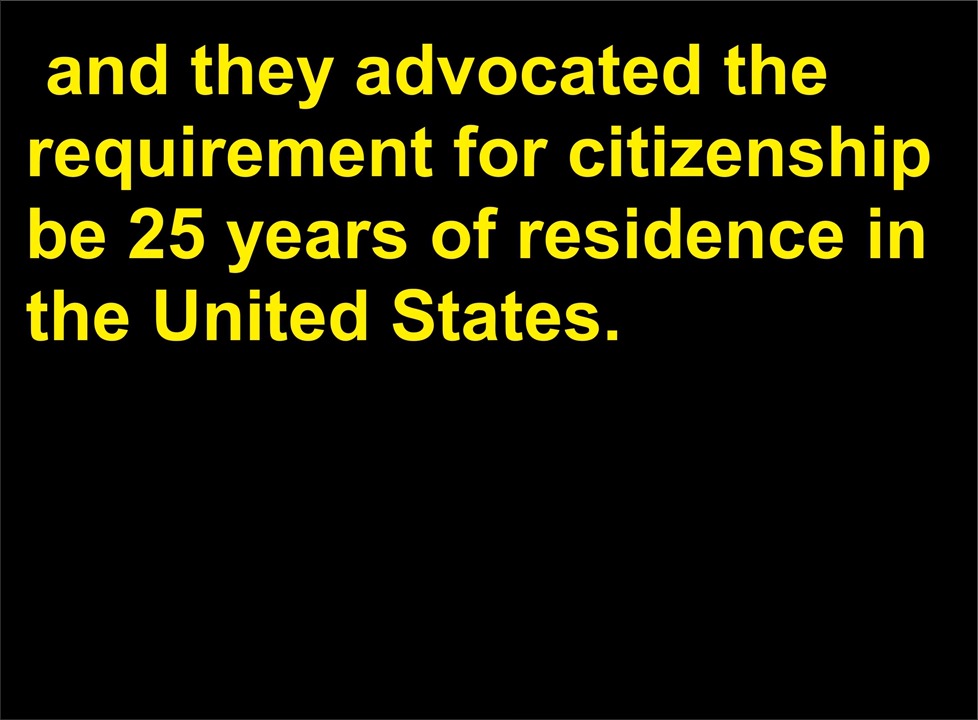 and they advocated the
requirement for citizenship
be 25 years of residence in
the United States.